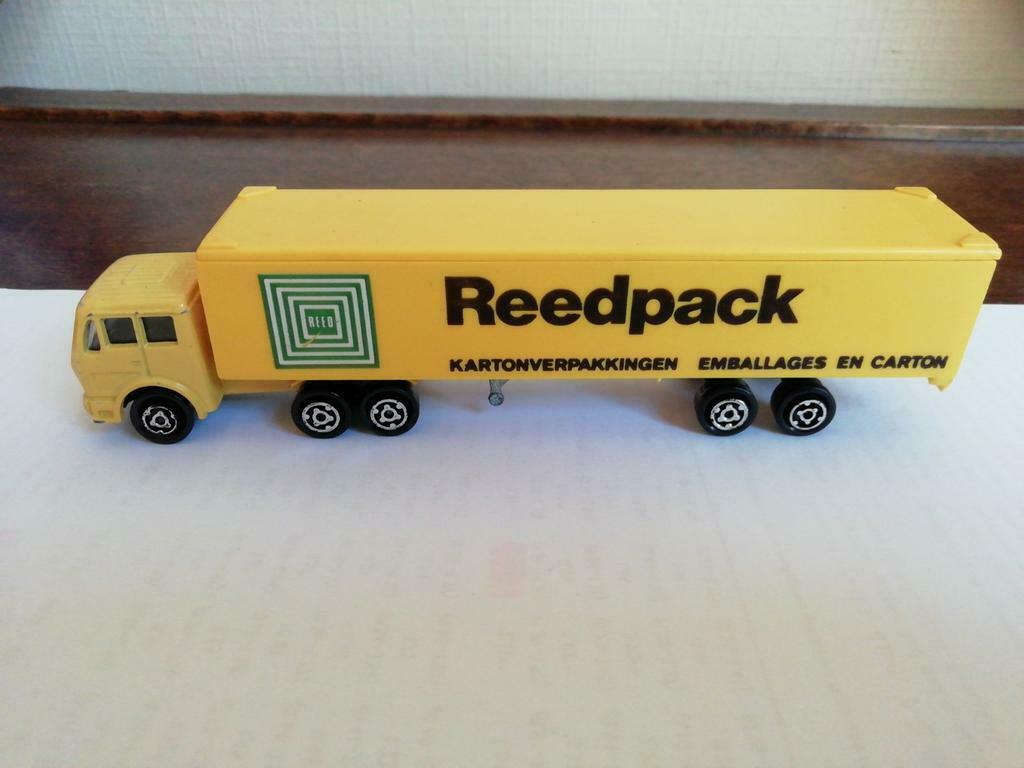 REED
Reedpack
KARTONVERPAKKINGEN EMBALLAGES EN CARTON